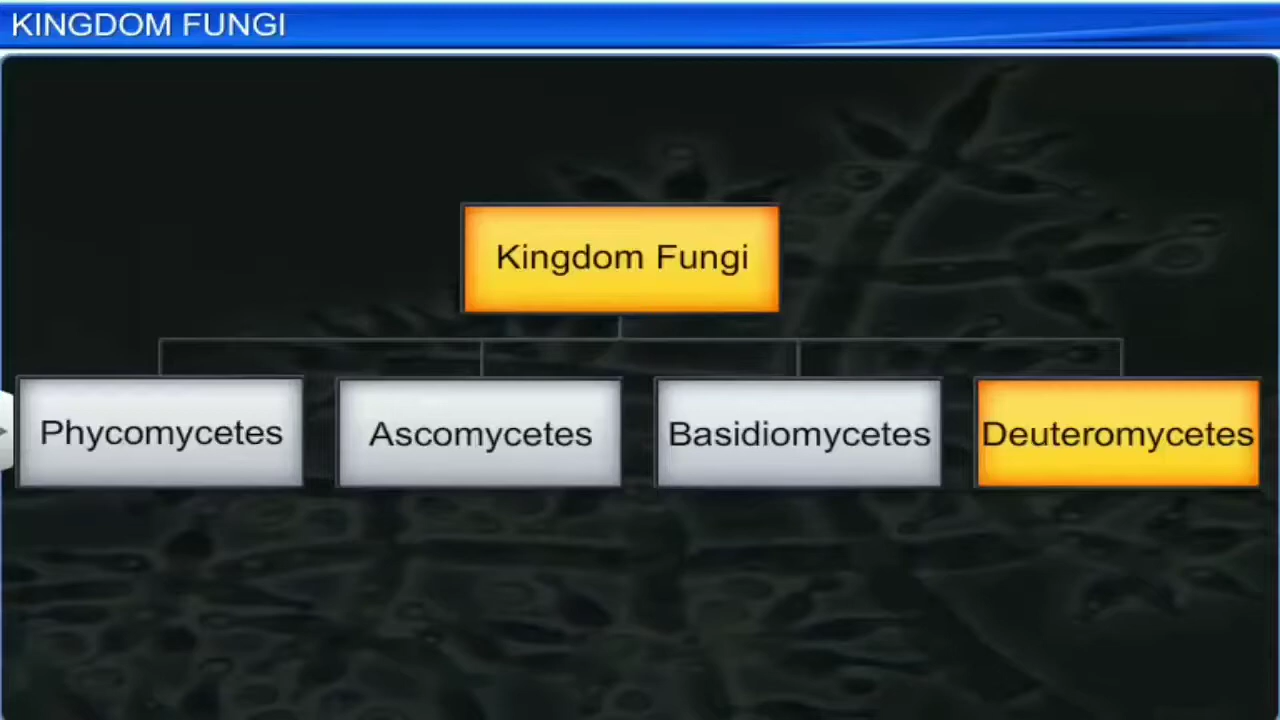 KINGDOM FUNGI
Kingdom Fungi
Phycomycetes
Ascomycetes
Basidiomycetes
Deuteromycetes